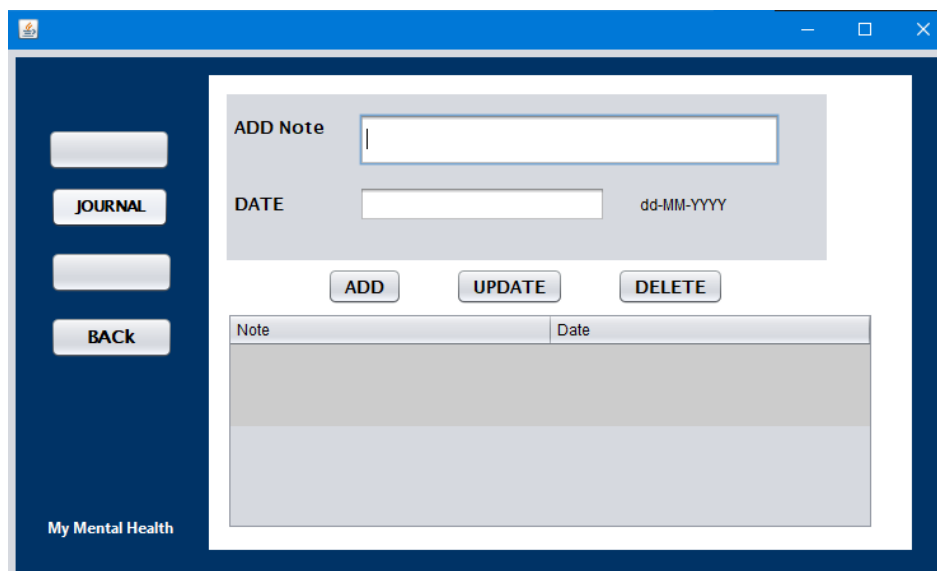 ADD Note
JOURNAL
DATE
dd-MM-YYYY
ADD
UPDATE
DELETE
BACk
Note
Date
My Mental Health